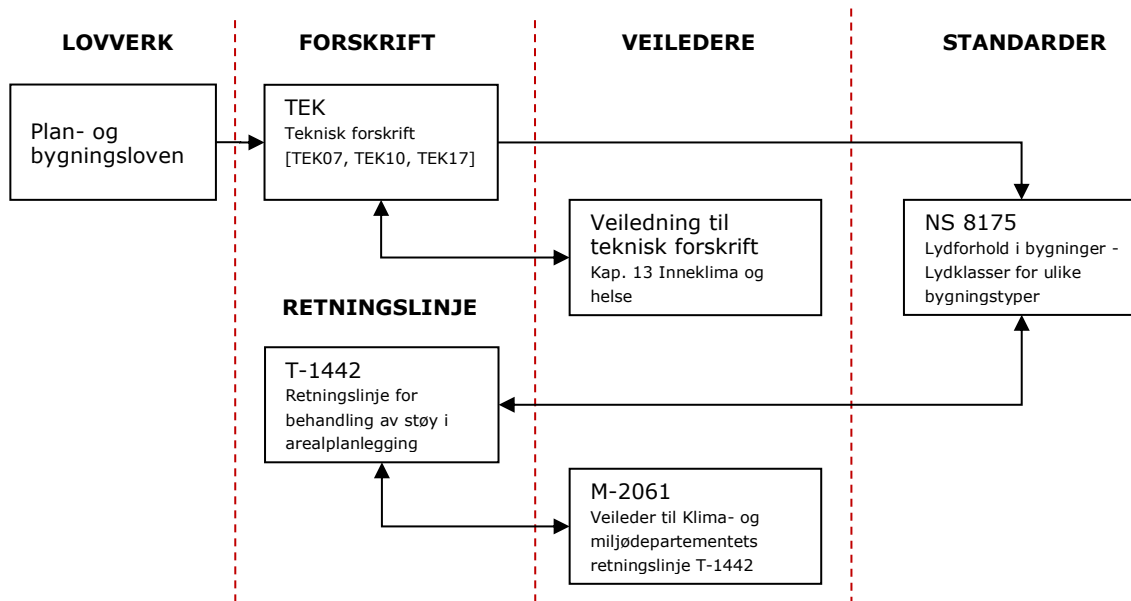 LOVVERK
FORSKRIFT
VEILEDERE
STANDARDER
Plan- og
bygningsloven
TEK
Teknisk forskrift
[TEK07, TEK10, TEK17]
Veiledning til
teknisk forskrift
Kap. 13 Inneklima og
helse
NS 8175
Lydforhold i bygninger -
Lydklasser for ulike
bygningstyper
RETNINGSLINJE
T-1442
Retningslinje for
behandling av støy i
arealplanlegging
M-2061
Veileder til Klima- og
miljødepartementets
retningslinje T-1442